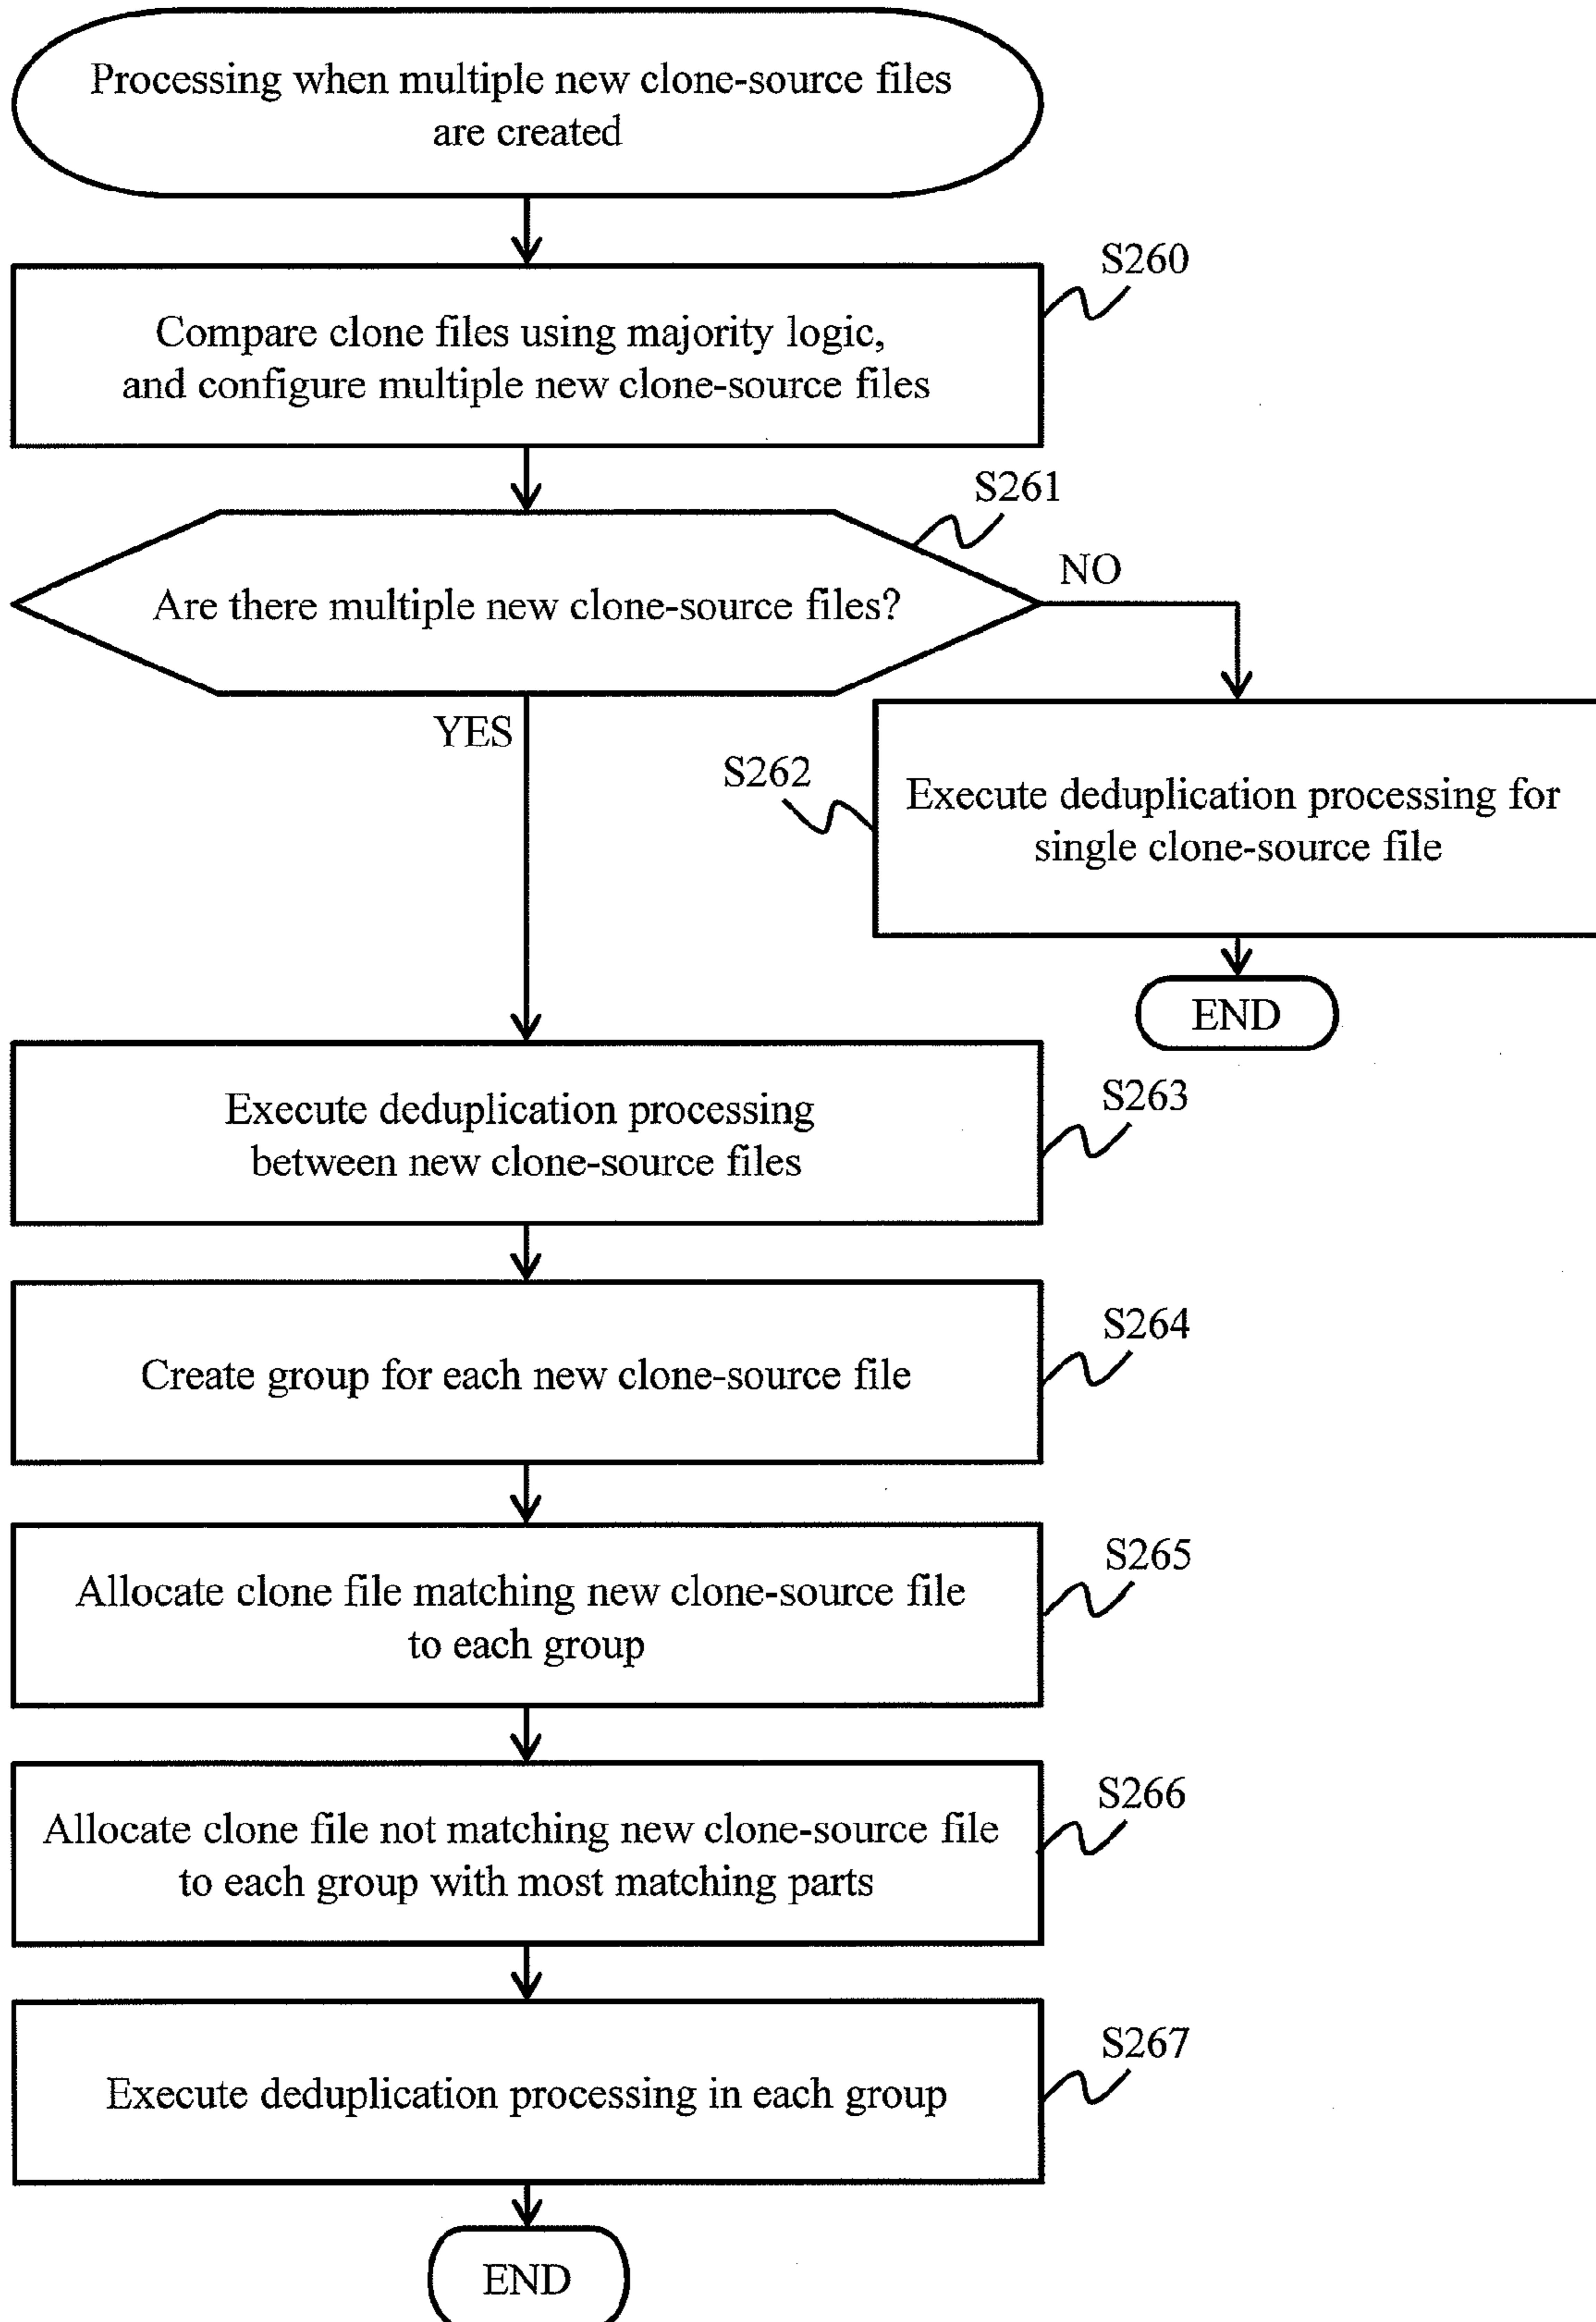 Processing when multiple new clone-source files
are created
S260
Compare clone files using majority logic,
and configure multiple new clone-source files
S261
Are there multiple new clone-source files?
NO
YES
S262
Execute deduplication processing for
single clone-source file
END
S263
Execute deduplication processing
between new clone-source files
S264
Create group for each new clone-source file
S265
Allocate clone file matching new clone-source file
to each group
S266
Allocate clone file not matching new clone-source file
to each group with most matching parts
S267
Execute deduplication processing in each group
END